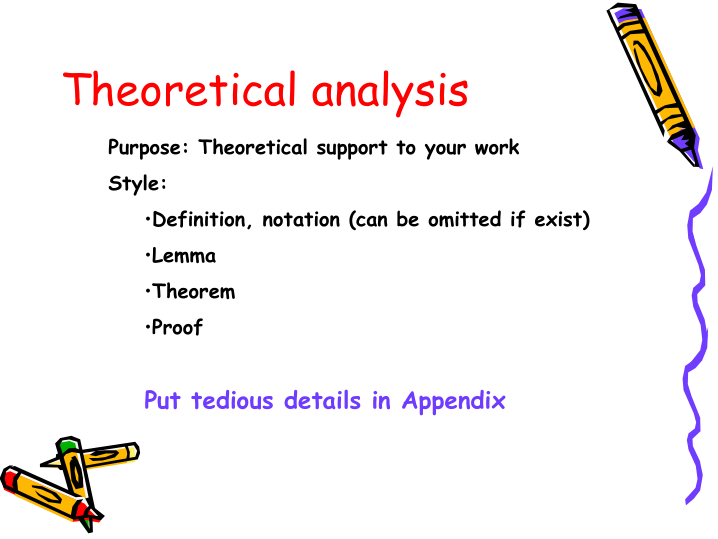 Theoretical analysis
Purpose: Theoretical support to your work
Style:
•Definition, notation (can be omitted if exist)
•Lemma
•Theorem
•Proof
Put tedious details in Appendix